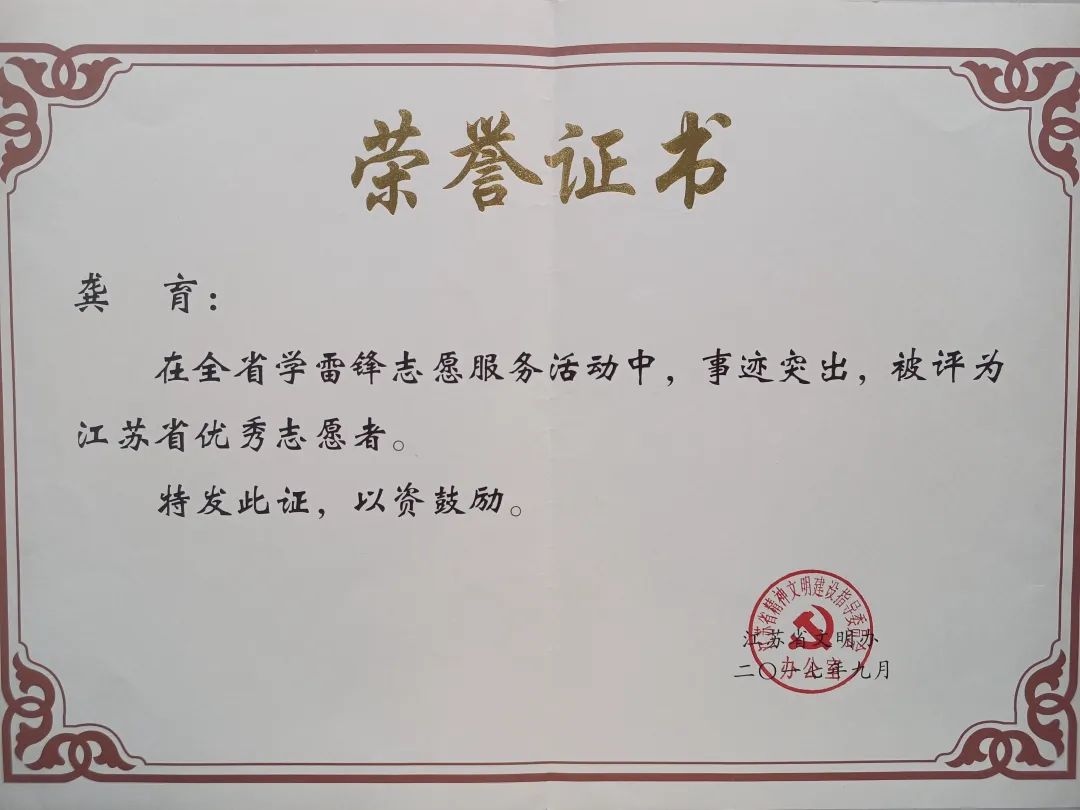 荣誉证书
龚 育：
在全省学雷锋志愿服务活动中，事迹突出，被评为
江苏省优秀志愿者。
特发此证，以资鼓励。
江苏省精神文明建设指导委员会
江苏省文明办
办公室
二〇一七年九月